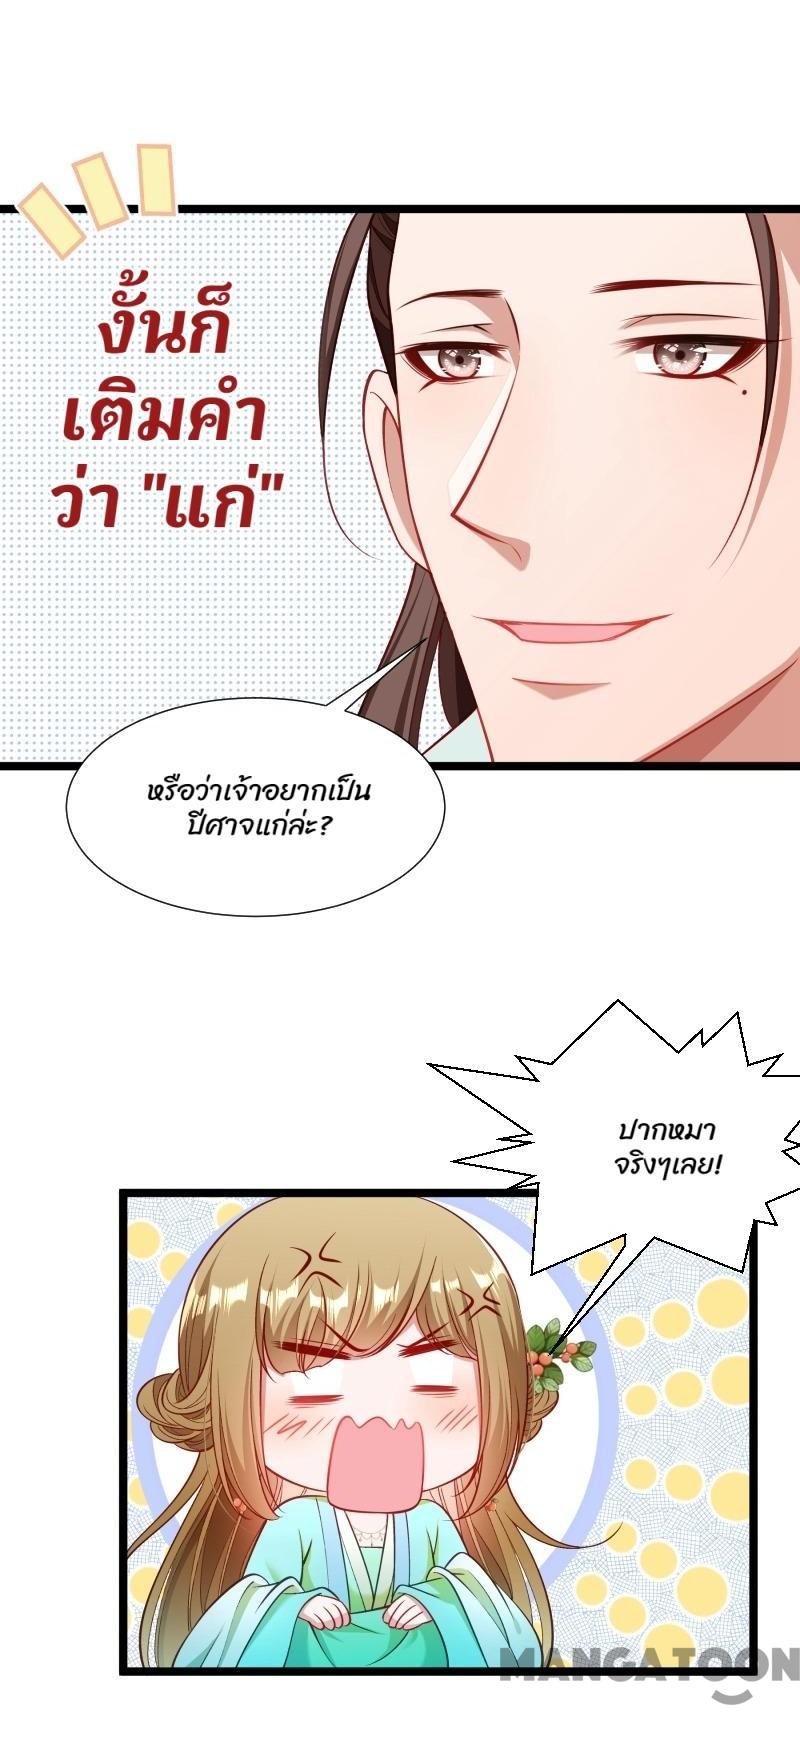 งั้นก็
เติมคำ
ว่า "แก่"
หรือว่าเจ้าอยากเป็น
ปีศาจแก่ล่ะ?
ปากหมา
จริงๆเลย!
MANGATOON